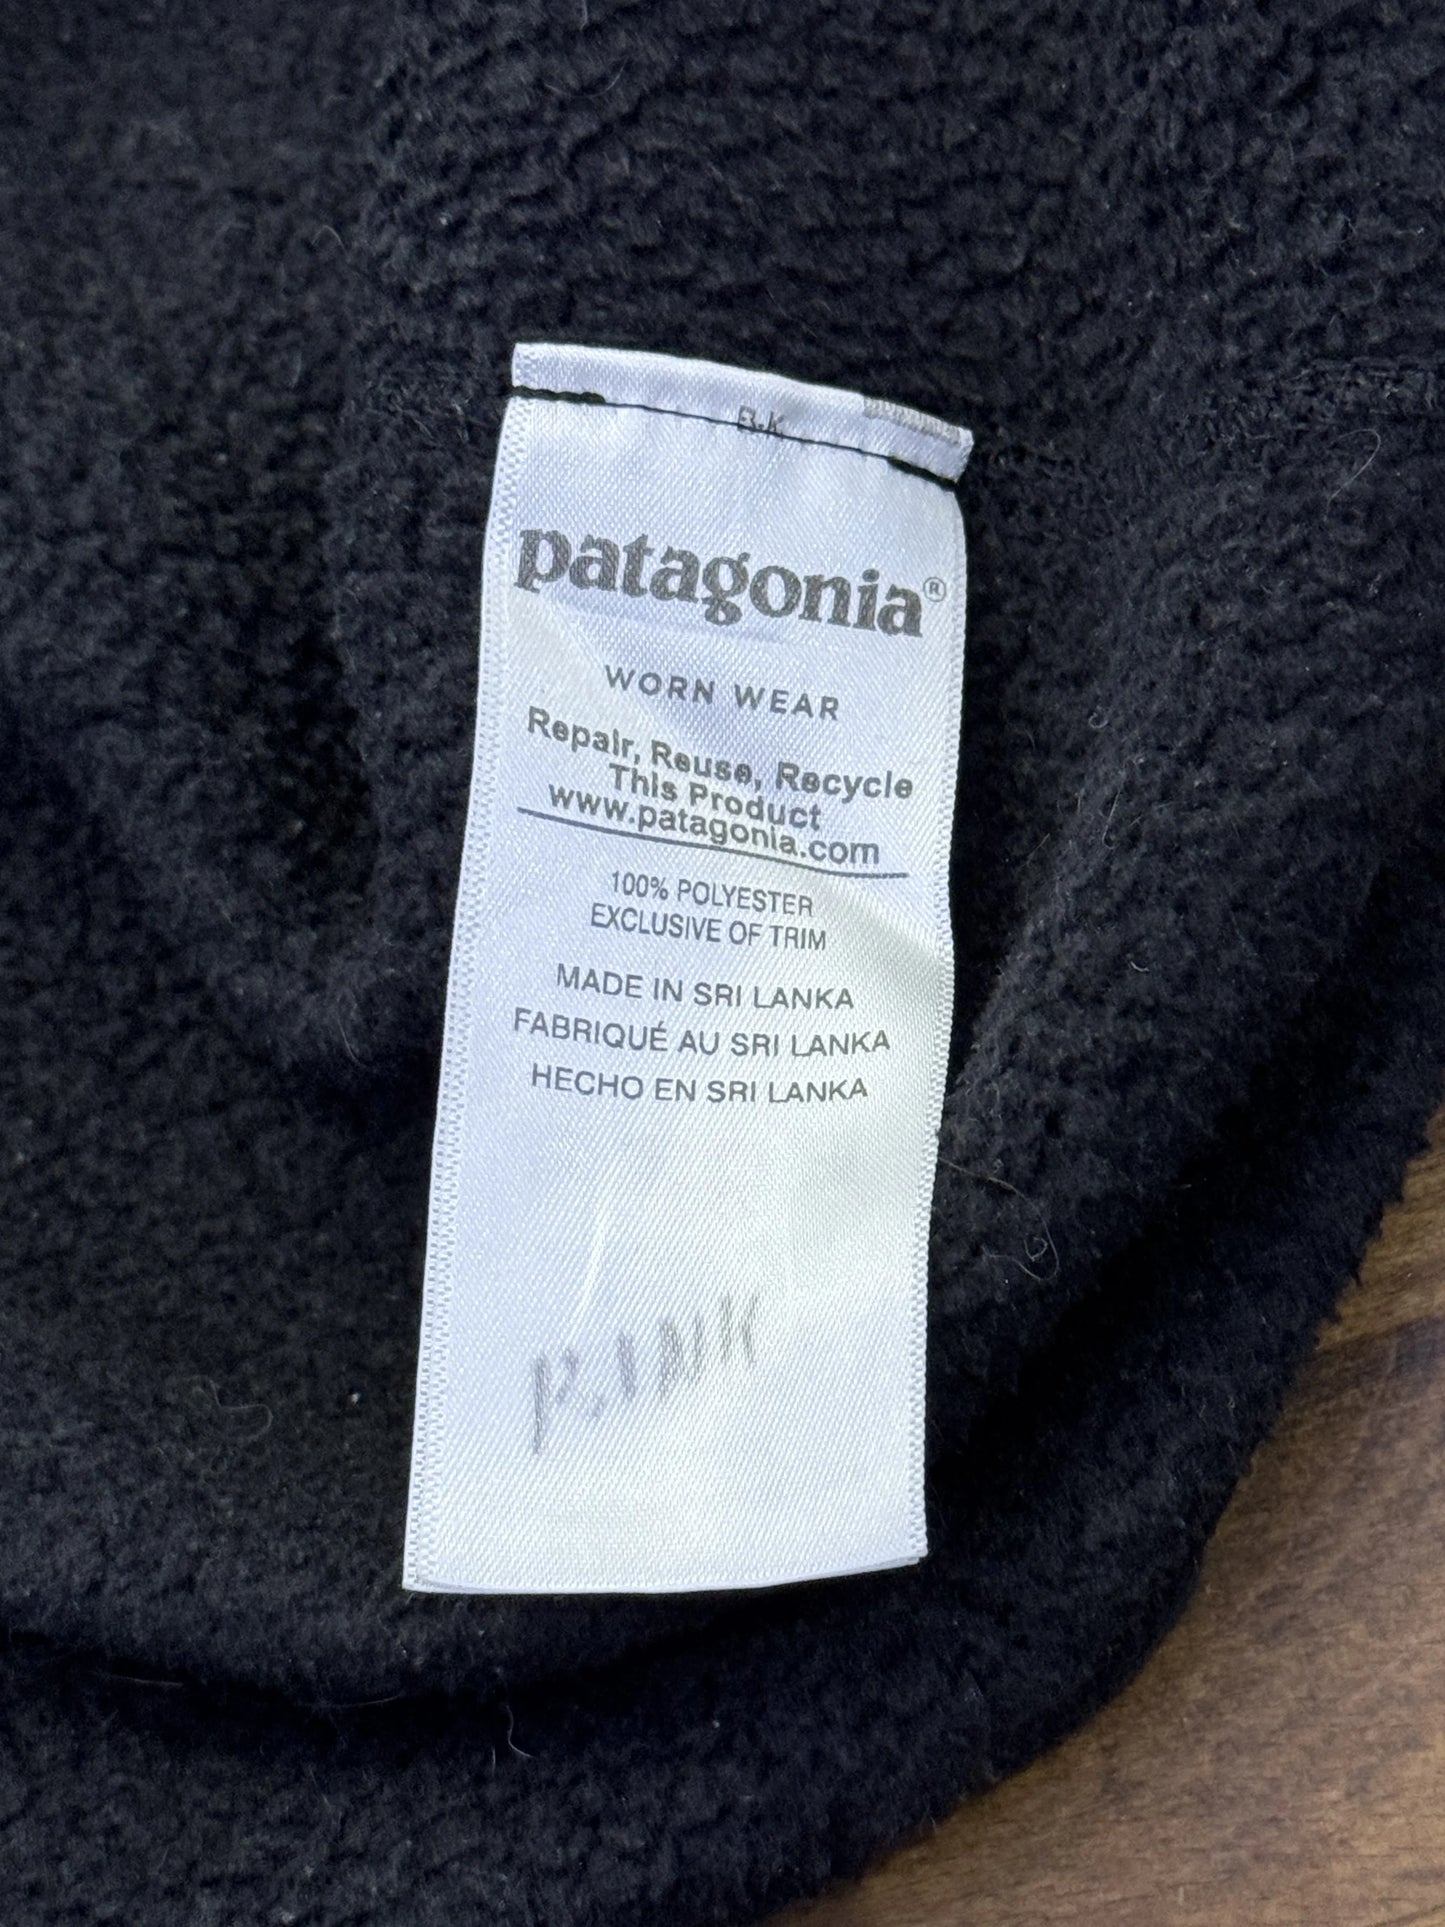 B.K
patagonia®
WORN WEAR
Repair, Reuse, Recycle
This Product
www.patagonia.com
100% POLYESTER
EXCLUSIVE OF TRIM
MADE IN SRI LANKA
FABRIQUÉ AU SRI LANKA
HECHO EN SRI LANKA